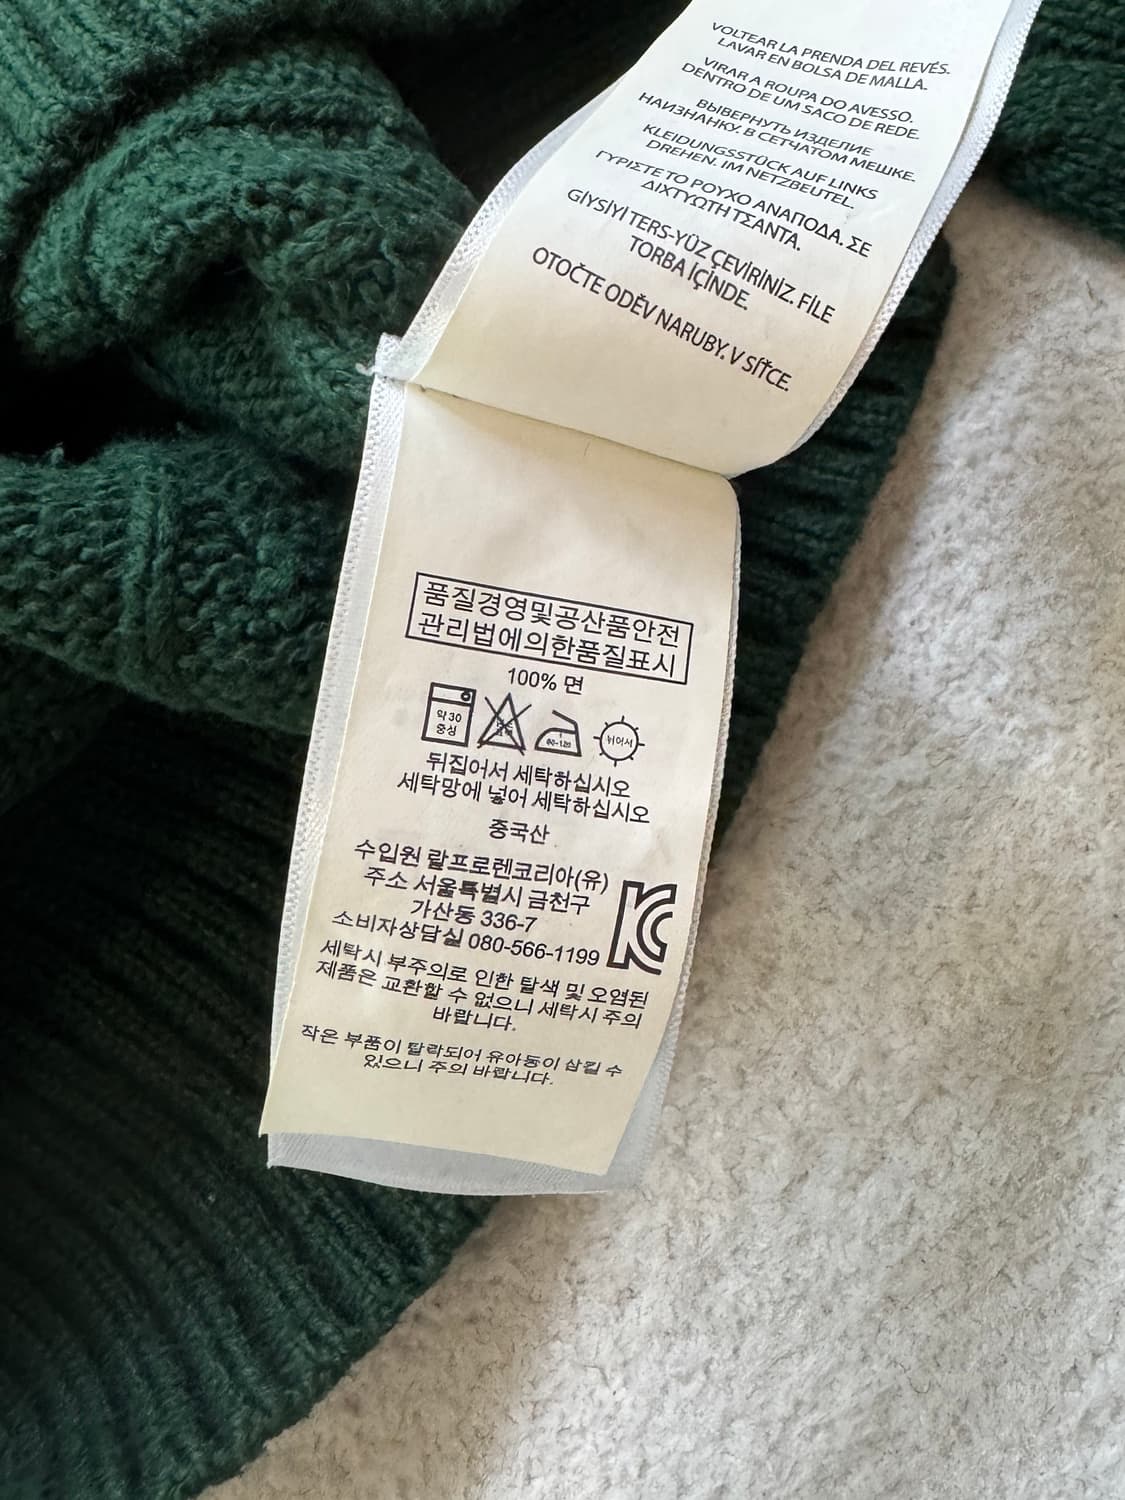 VOLTEAR LA PRENDA DEL REVÉS.
LAVAR EN BOLSA DE MALLA.
VIRAR A ROUPA DO AVESSO.
DENTRO DE UM SACO DE REDE.
ВЫВЕРНУТЬ ИЗДЕЛИЕ
НАИЗНАНКУ. В СЕТЧАТОМ МЕШКЕ.
KLEIDUNGSSTÜCK AUF LINKS
DREHEN. IM NETZBEUTEL.
ΓΥΡΙΣΤΕ ΤΟ ΡΟΥΧΟ ΑΝΑΠΟΔΑ. ΣΕ
ΔΙΧΤΥΩΤΗ ΤΣΑΝΤΑ.
GİYSİYİ TERS-YÜZ ÇEVİRİNİZ. FİLE
TORBA İÇİNDE.
OTOČTE ODĚV NARUBY. V SÍŤCE.
품질경영및공산품안전
관리법에의한품질표시
100% 면
약 30
중성
60-120
뉘어서
뒤집어서 세탁하십시오
세탁망에 넣어 세탁하십시오
중국산
수입원 랄프로렌코리아(유)
주소 서울특별시 금천구
가산동 336-7
소비자상담실 080-566-1199
세탁시 부주의로 인한 탈색 및 오염된
제품은 교환할 수 없으니 세탁시 주의
바랍니다.
작은 부품이 탈락되어 유아동이 삼킬 수
있으니 주의 바랍니다.